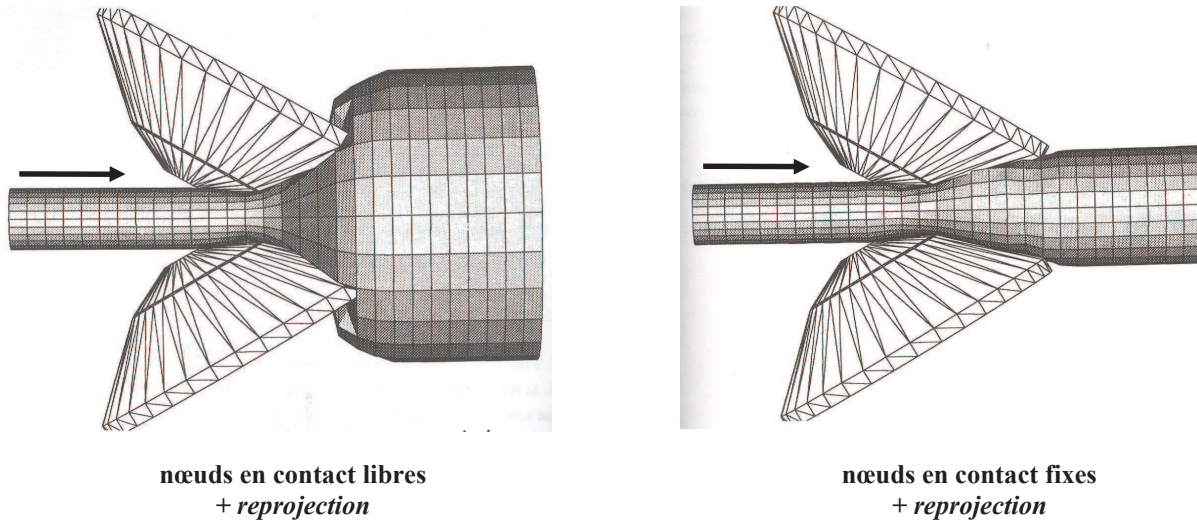 nœuds en contact libres
+ reprojection
nœuds en contact fixes
+ reprojection